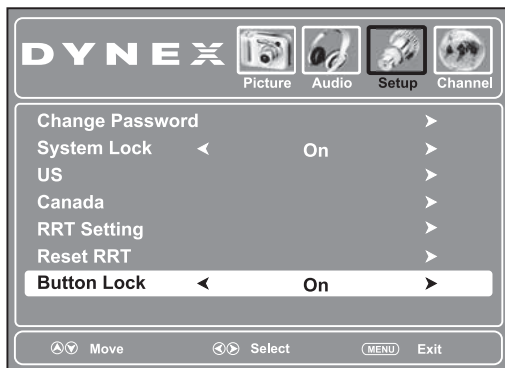 DYNEX
Picture Audio Setup Channel
Change Password
System Lock On
US
Canada
RRT Setting
Reset RRT
Button Lock On
Move Select MENU Exit